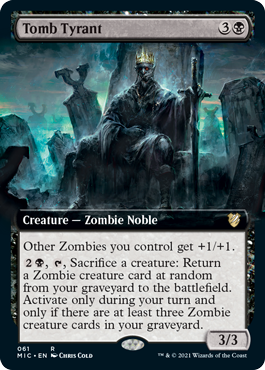 Tomb Tyrant 3
Creature — Zombie Noble
Other Zombies you control get +1/+1.
2, Sacrifice a creature: Return
a Zombie creature card at random
from your graveyard to the battlefield.
Activate only during your turn and
only if there are at least three Zombie
creature cards in your graveyard.
3/3
061 R
MIC • EN Chris Cold
™ & © 2021 Wizards of the Coast